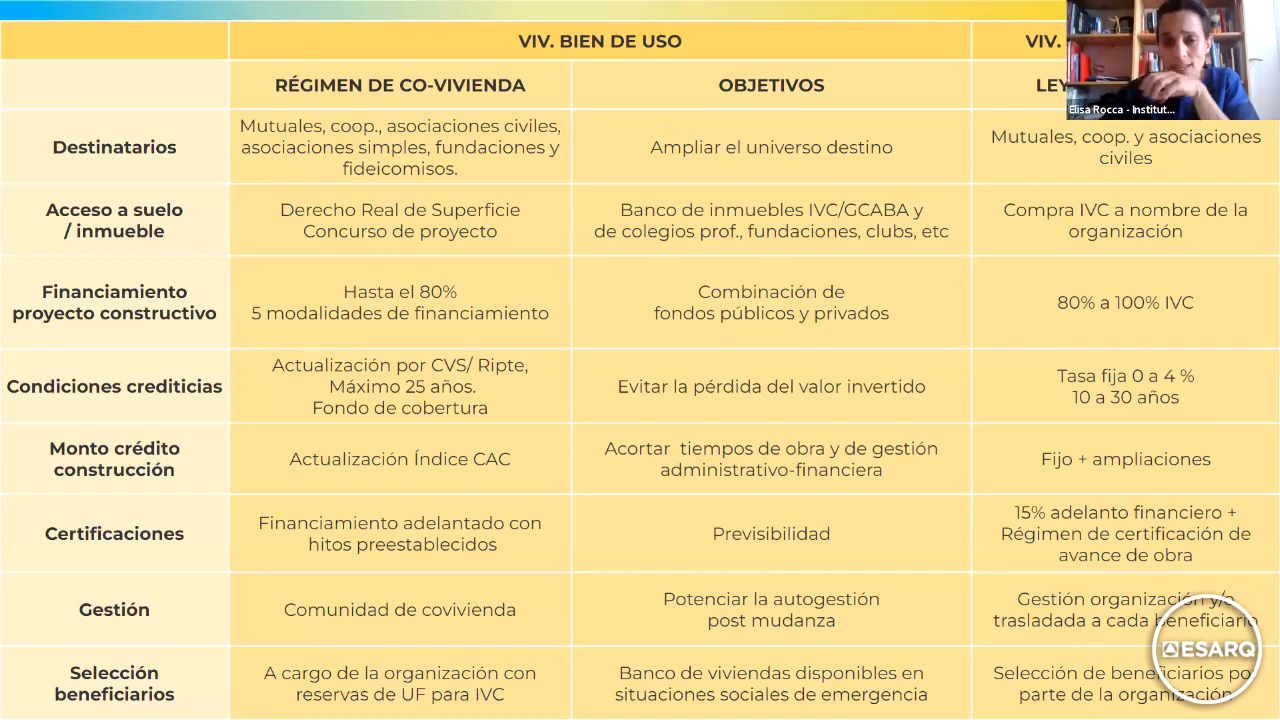 VIV. BIEN DE USO
VIV.
RÉGIMEN DE CO-VIVIENDA
OBJETIVOS
LEY
Elisa Rocca - Institut...
Destinatarios
Mutuales, coop., asociaciones civiles,
asociaciones simples, fundaciones y
fideicomisos.
Ampliar el universo destino
Mutuales, coop. y asociaciones
civiles
Acceso a suelo
/ inmueble
Derecho Real de Superficie
Concurso de proyecto
Banco de inmuebles IVC/GCABA y
de colegios prof., fundaciones, clubs, etc
Compra IVC a nombre de la
organización
Financiamiento
proyecto constructivo
Hasta el 80%
5 modalidades de financiamiento
Combinación de
fondos públicos y privados
80% a 100% IVC
Condiciones crediticias
Actualización por CVS/ Ripte,
Máximo 25 años.
Fondo de cobertura
Evitar la pérdida del valor invertido
Tasa fija 0 a 4 %
10 a 30 años
Monto crédito
construcción
Actualización Índice CAC
Acortar  tiempos de obra y de gestión
administrativo-financiera
Fijo + ampliaciones
Certificaciones
Financiamiento adelantado con
hitos preestablecidos
Previsibilidad
15% adelanto financiero +
Régimen de certificación de
avance de obra
Gestión
Comunidad de covivienda
Potenciar la autogestión
post mudanza
Gestión organización y/o
trasladada a cada beneficiario
Selección
beneficiarios
A cargo de la organización con
reservas de UF para IVC
Banco de viviendas disponibles en
situaciones sociales de emergencia
Selección de beneficiarios por
parte de la organización
ESARQ